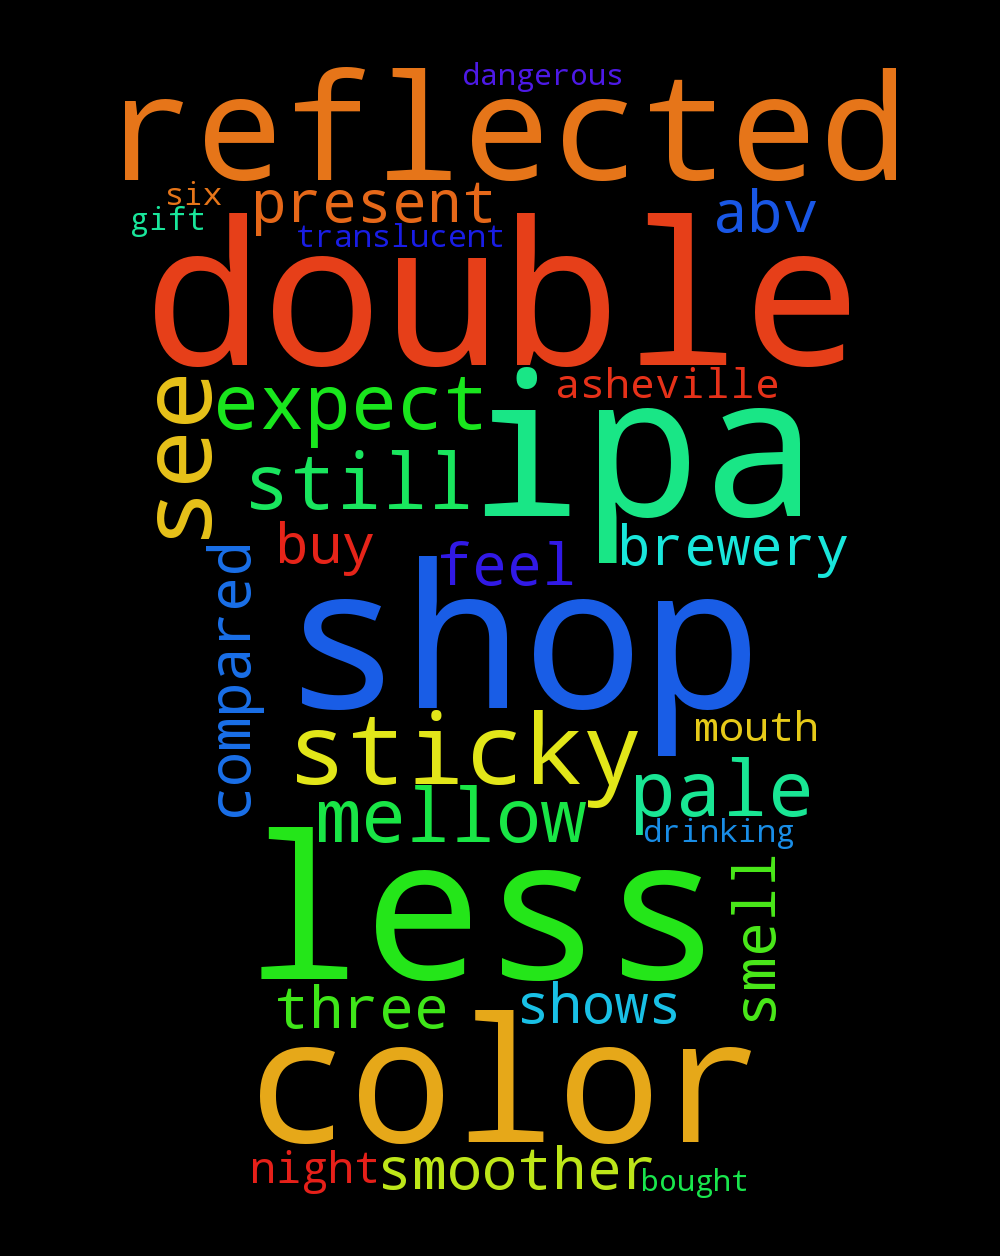 dangerous
reflected
six
present
gift
abv
translucent
double
see
expect
asheville
ipa
still
buy
brewery
feel
compared
shop
sticky
mouth
mellow
pale
drinking
less
smell
three
shows
color
night
smoother
bought